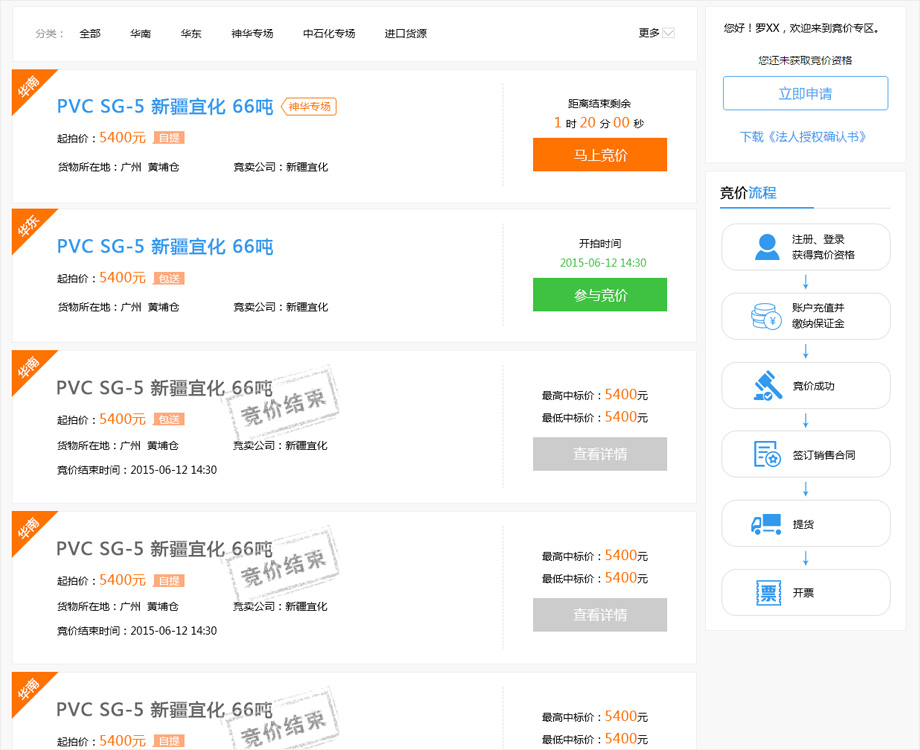 分类： 全部 华南 华东 神华专场 中石化专场 进口货源 更多
华南
PVC SG-5 新疆宜化 66吨 神华专场
起拍价：5400元 自提
货物所在地：广州 黄埔仓 竞卖公司：新疆宜化
距离结束剩余
1 时 20 分 00 秒
马上竞价
华东
PVC SG-5 新疆宜化 66吨
起拍价：5400元 包送
货物所在地：广州 黄埔仓 竞卖公司：新疆宜化
开拍时间
2015-06-12 14:30
参与竞价
华南
PVC SG-5 新疆宜化 66吨
起拍价：5400元 包送
货物所在地：广州 黄埔仓 竞卖公司：新疆宜化
竞价结束时间：2015-06-12 14:30
竞价结束
最高中标价：5400元
最低中标价：5400元
查看详情
华南
PVC SG-5 新疆宜化 66吨
起拍价：5400元 自提
货物所在地：广州 黄埔仓 竞卖公司：新疆宜化
竞价结束时间：2015-06-12 14:30
竞价结束
最高中标价：5400元
最低中标价：5400元
查看详情
华南
PVC SG-5 新疆宜化 66吨
起拍价：5400元 自提
竞价结束
最高中标价：5400元
最低中标价：5400元
您好！罗XX，欢迎来到竞价专区。
您还未获取竞价资格
立即申请
下载《法人授权确认书》
竞价流程
注册、登录
获得竞价资格
账户充值并
缴纳保证金
竞价成功
签订销售合同
提货
票 开票